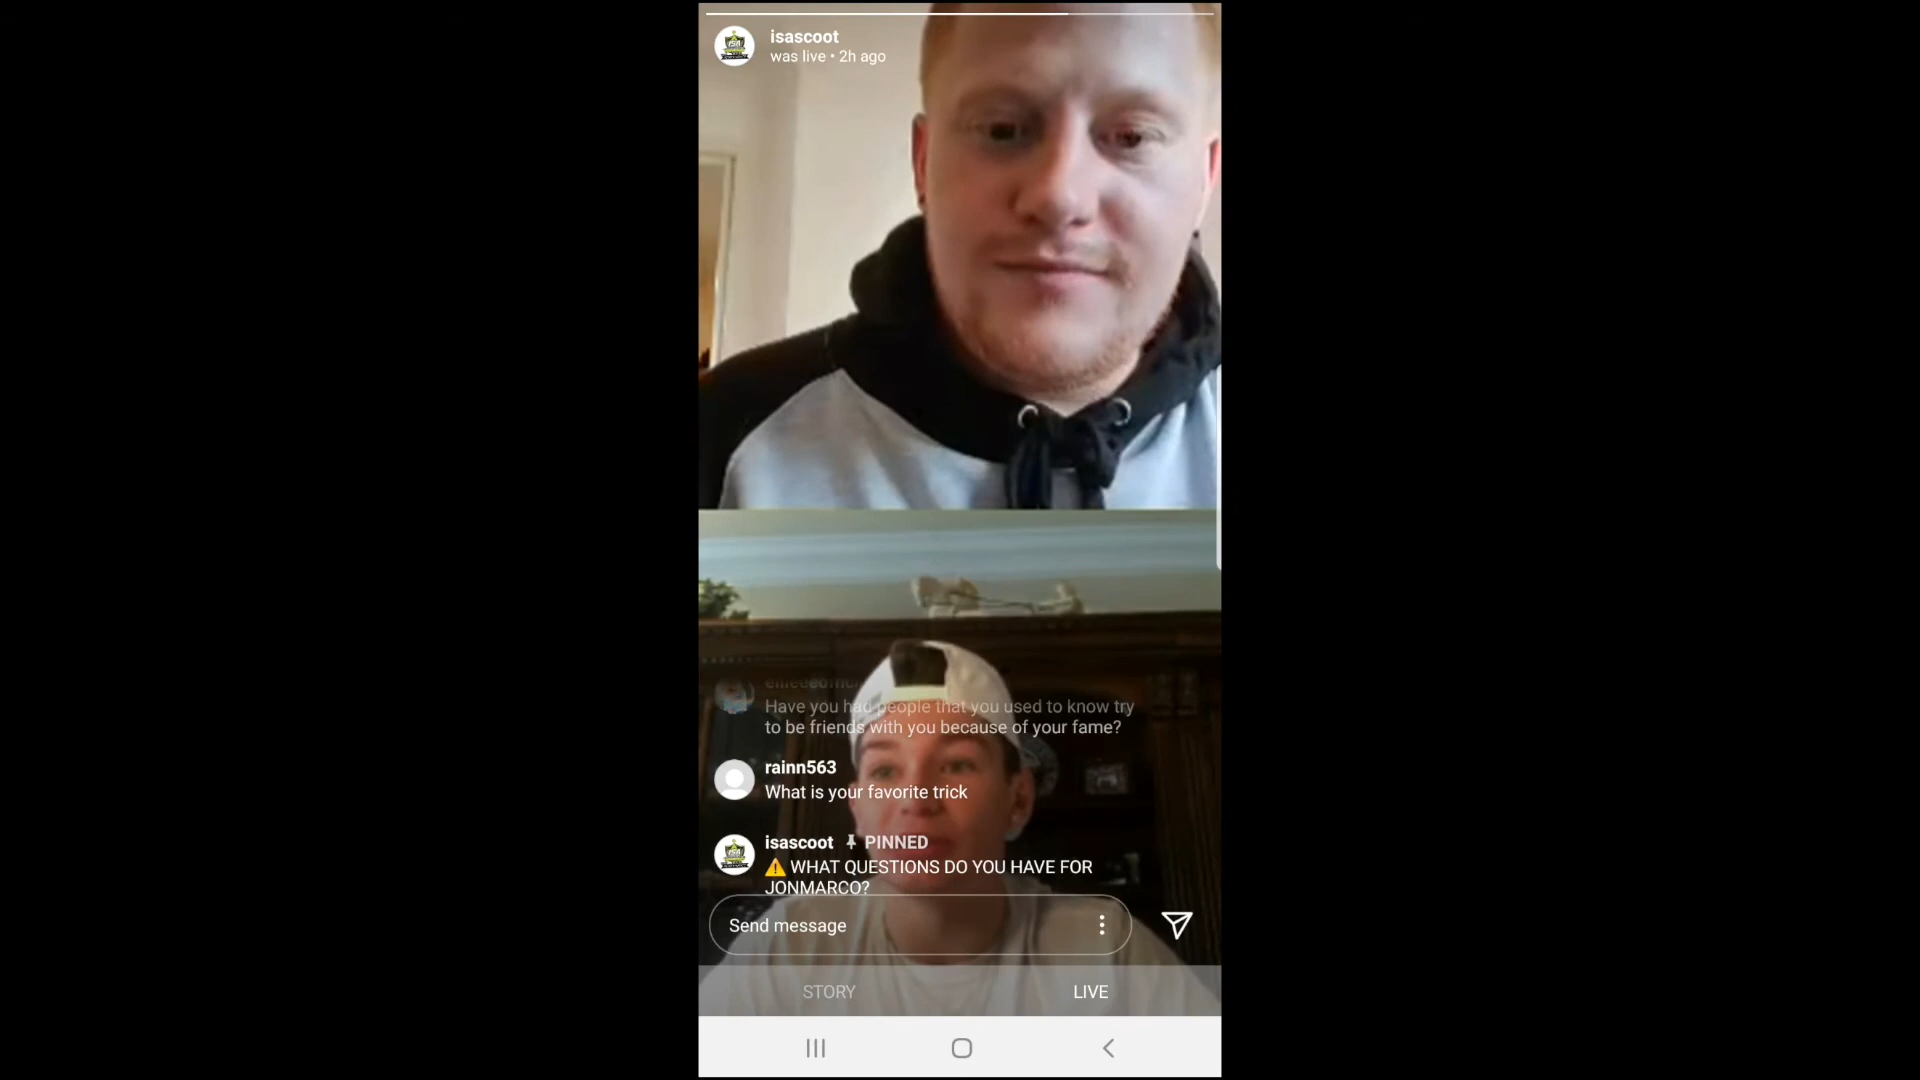 isascoot
was live • 2h ago
Have you had people that you used to know try
to be friends with you because of your fame?
rainn563
What is your favorite trick
isascoot PINNED
⚠️ WHAT QUESTIONS DO YOU HAVE FOR
JONMARCO?
Send message
STORY
LIVE